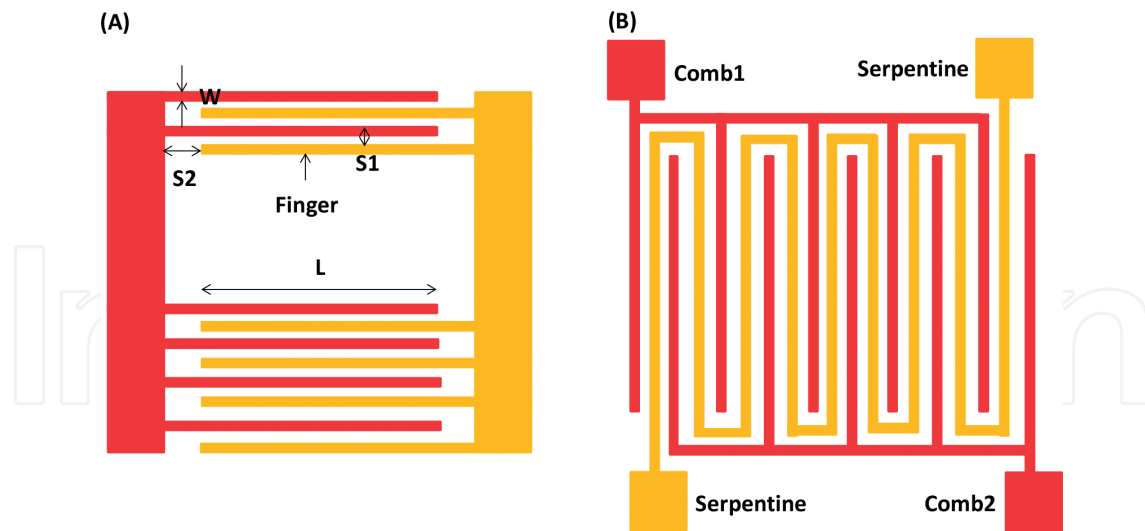 (A)
W
S1
S2
Finger
L
(B)
Comb1
Serpentine
Serpentine
Comb2